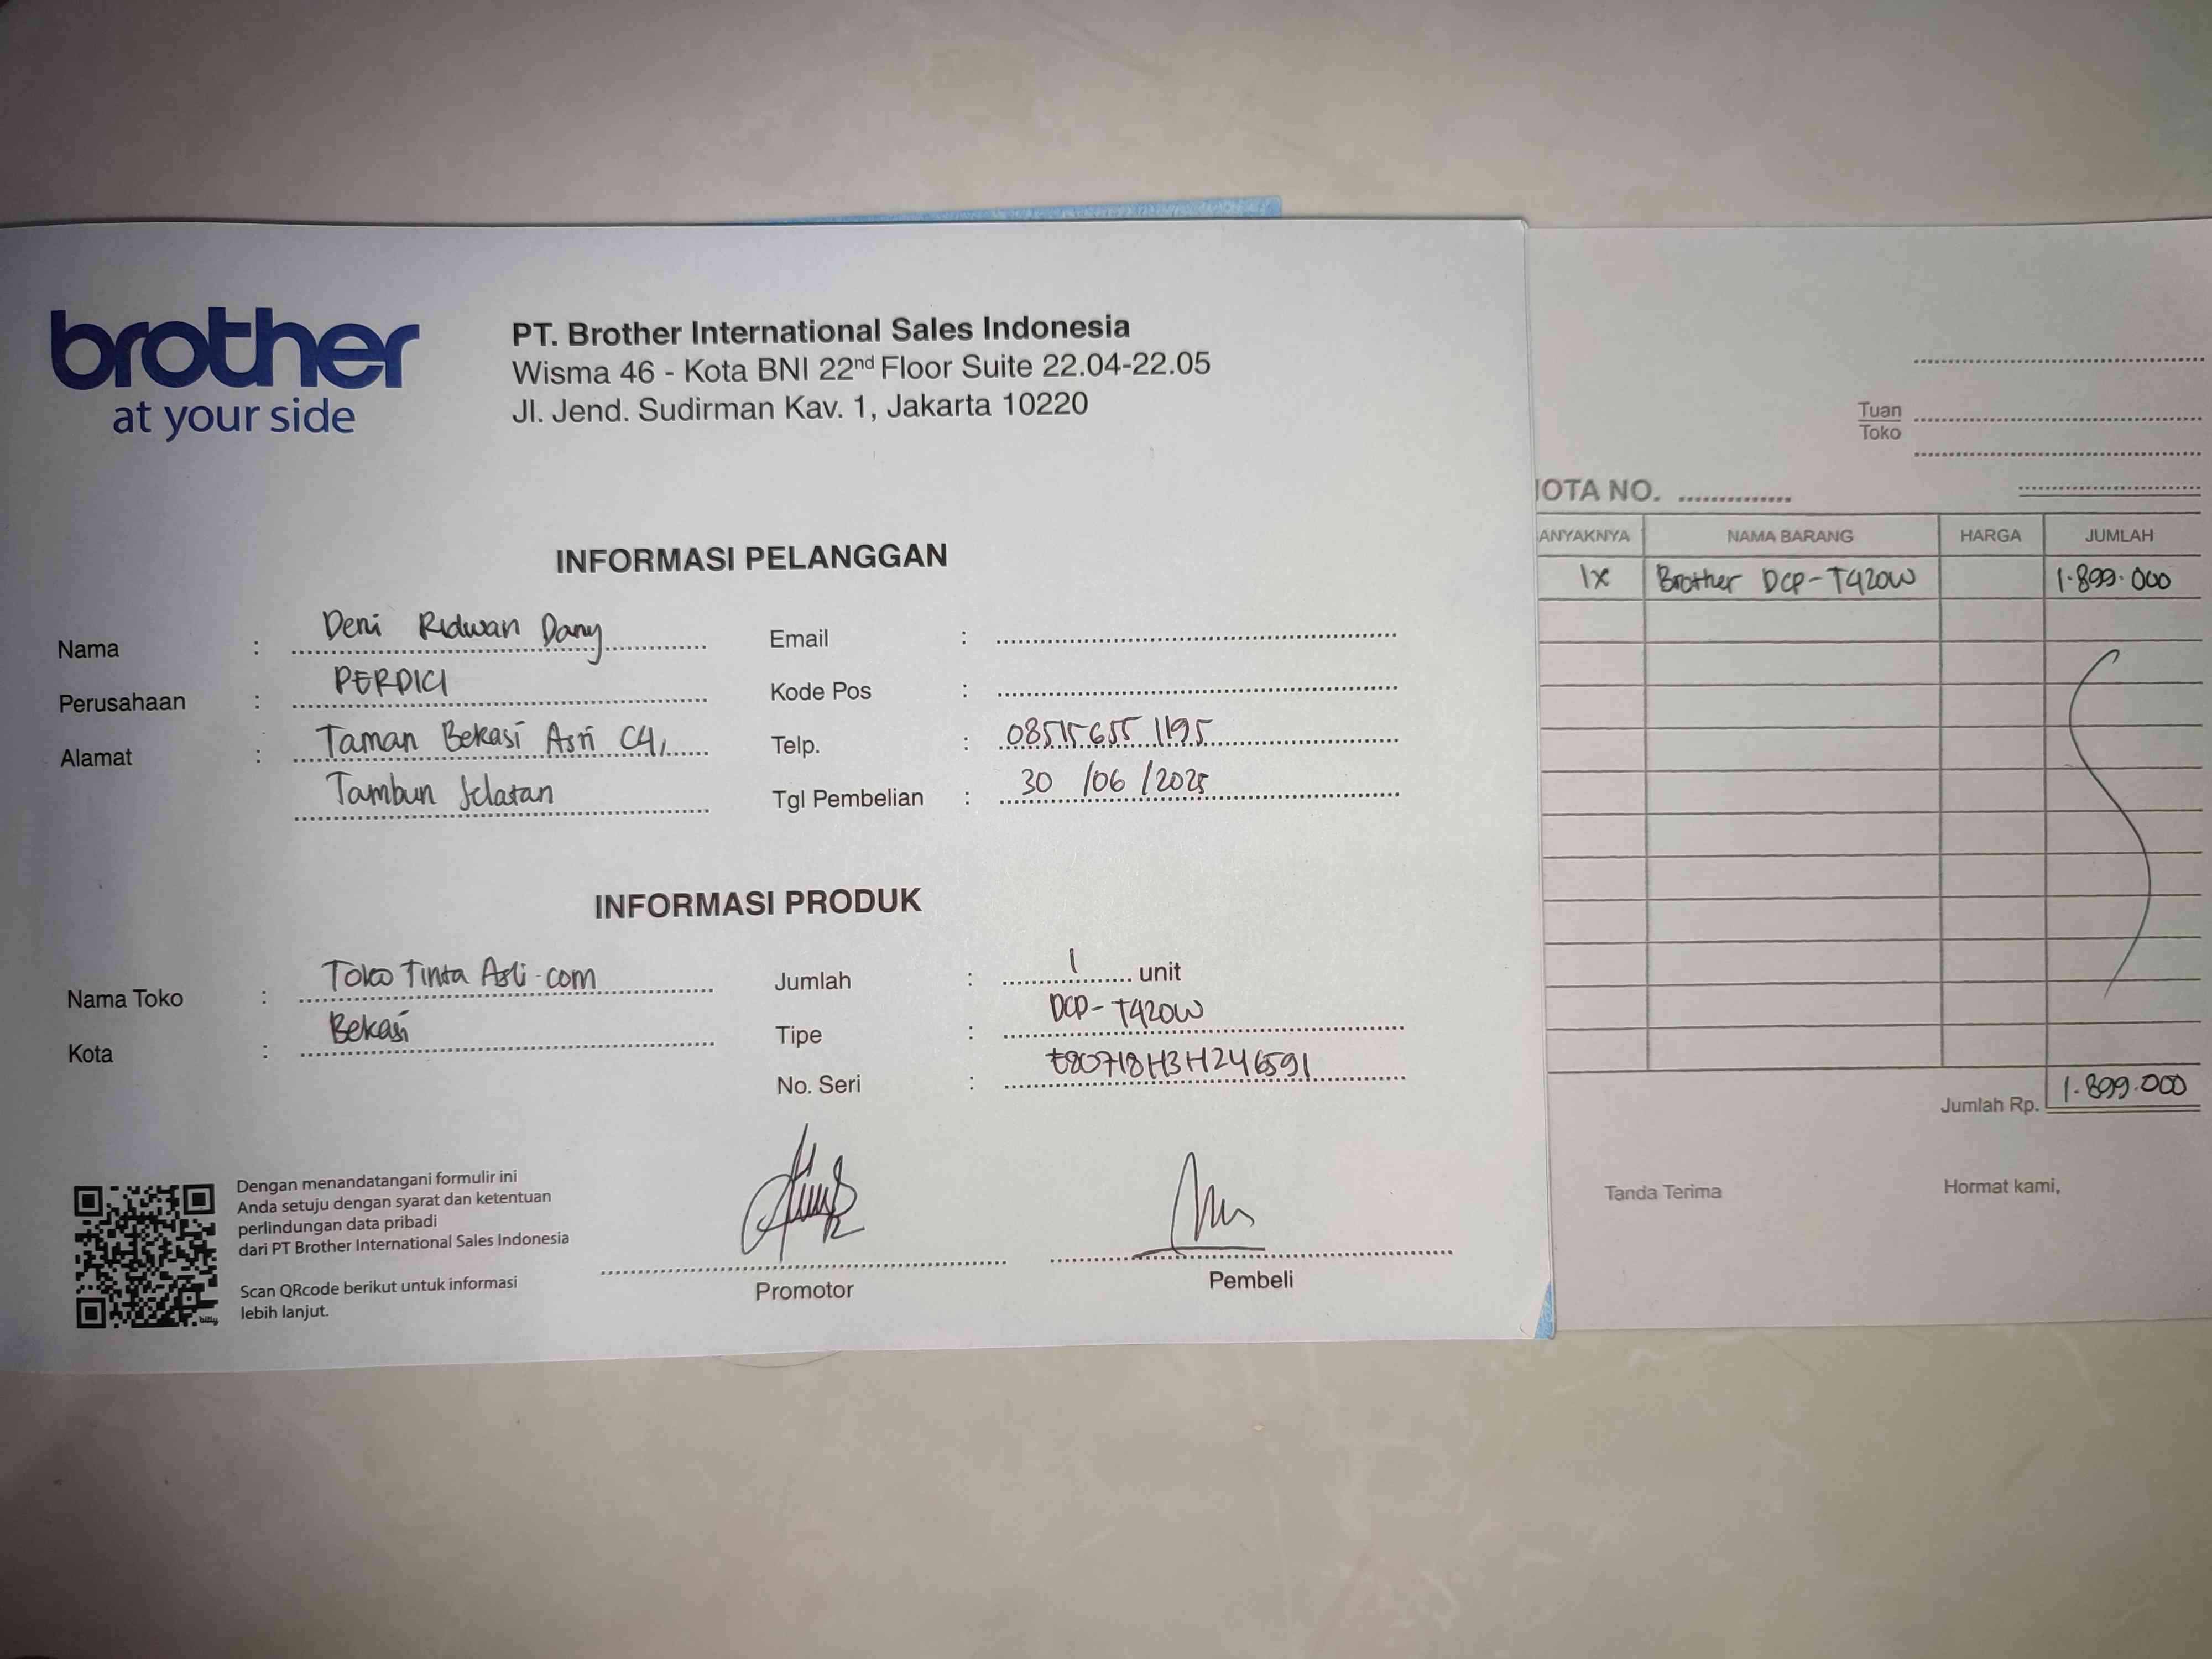 brother
at your side
PT. Brother International Sales Indonesia
Wisma 46 - Kota BNI 22nd Floor Suite 22.04-22.05
Jl. Jend. Sudirman Kav. 1, Jakarta 10220
INFORMASI PELANGGAN
Nama : Deni Ridwan Dany
Perusahaan : PERDICI
Alamat : Taman Bekasi Asri C4,
Tambun Selatan
Email :
Kode Pos :
Telp. : 08515655 1195
Tgl Pembelian : 30 /06 /2025
INFORMASI PRODUK
Nama Toko : Toko Tinta Asli.com
Kota : Bekasi
Jumlah : 1 unit
Tipe : DCP-T420W
No. Seri : E80718H3H246591
Dengan menandatangani formulir ini
Anda setuju dengan syarat dan ketentuan
perlindungan data pribadi
dari PT Brother International Sales Indonesia
Scan QRcode berikut untuk informasi
lebih lanjut.
bitly
Promotor
Pembeli
Tuan
Toko
OTA NO.
ANYAKNYA NAMA BARANG HARGA JUMLAH
1x Brother DCP-T420W 1.899.000
Jumlah Rp. 1.899.000
Tanda Terima
Hormat kami,